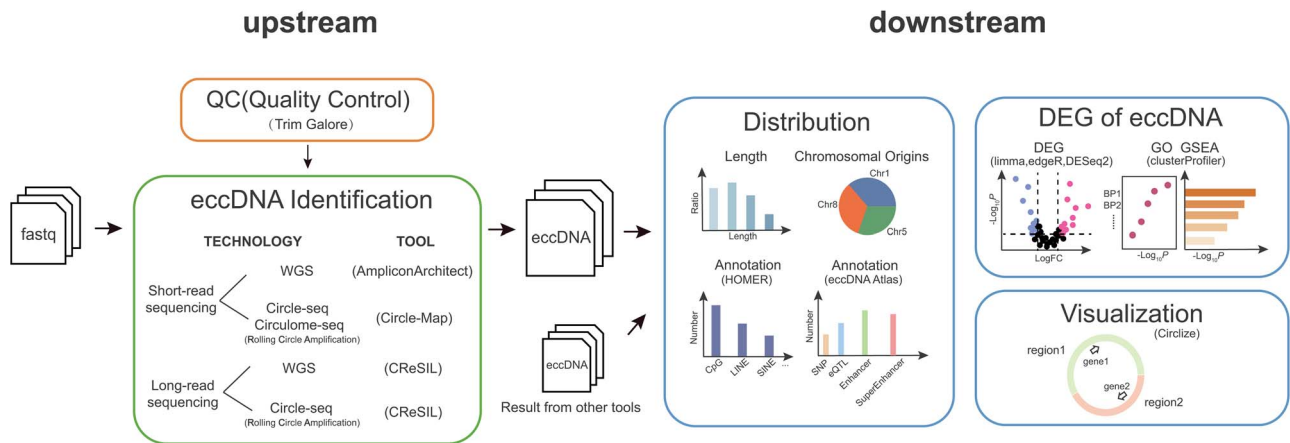 upstream
downstream
QC(Quality Control)
(Trim Galore)
fastq
eccDNA Identification
TECHNOLOGY TOOL
Short-read
sequencing
WGS (AmpliconArchitect)
Circle-seq
Circulome-seq
(Rolling Circle Amplification)
(Circle-Map)
Long-read
sequencing
WGS (CReSIL)
Circle-seq
(Rolling Circle Amplification)
(CReSIL)
eccDNA
eccDNA
Result from other tools
Distribution
Length
Ratio
Length
Chromosomal Origins
Chr1
Chr8
Chr5
Annotation
(HOMER)
Number
CpG
LINE
SINE
...
Annotation
(eccDNA Atlas)
Number
SNP
eQTL
Enhancer
SuperEnhancer
DEG of eccDNA
DEG
(limma,edgeR,DESeq2)
-Log10P
LogFC
GO GSEA
(clusterProfiler)
BP1
BP2
......
-Log10P
-Log10P
Visualization
(Circlize)
region1
gene1
gene2
region2